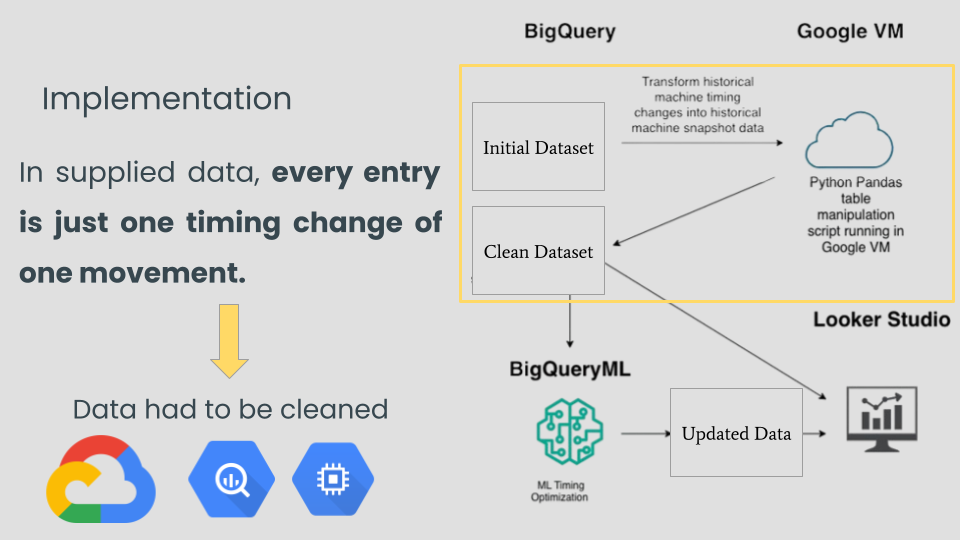 Implementation
In supplied data, every entry
is just one timing change of
one movement.
Data had to be cleaned
BigQuery
Google VM
Transform historical
machine timing
changes into historical
machine snapshot data
Initial Dataset
Python Pandas
table
manipulation
script running in
Google VM
Clean Dataset
Looker Studio
BigQueryML
Updated Data
ML Timing
Optimization